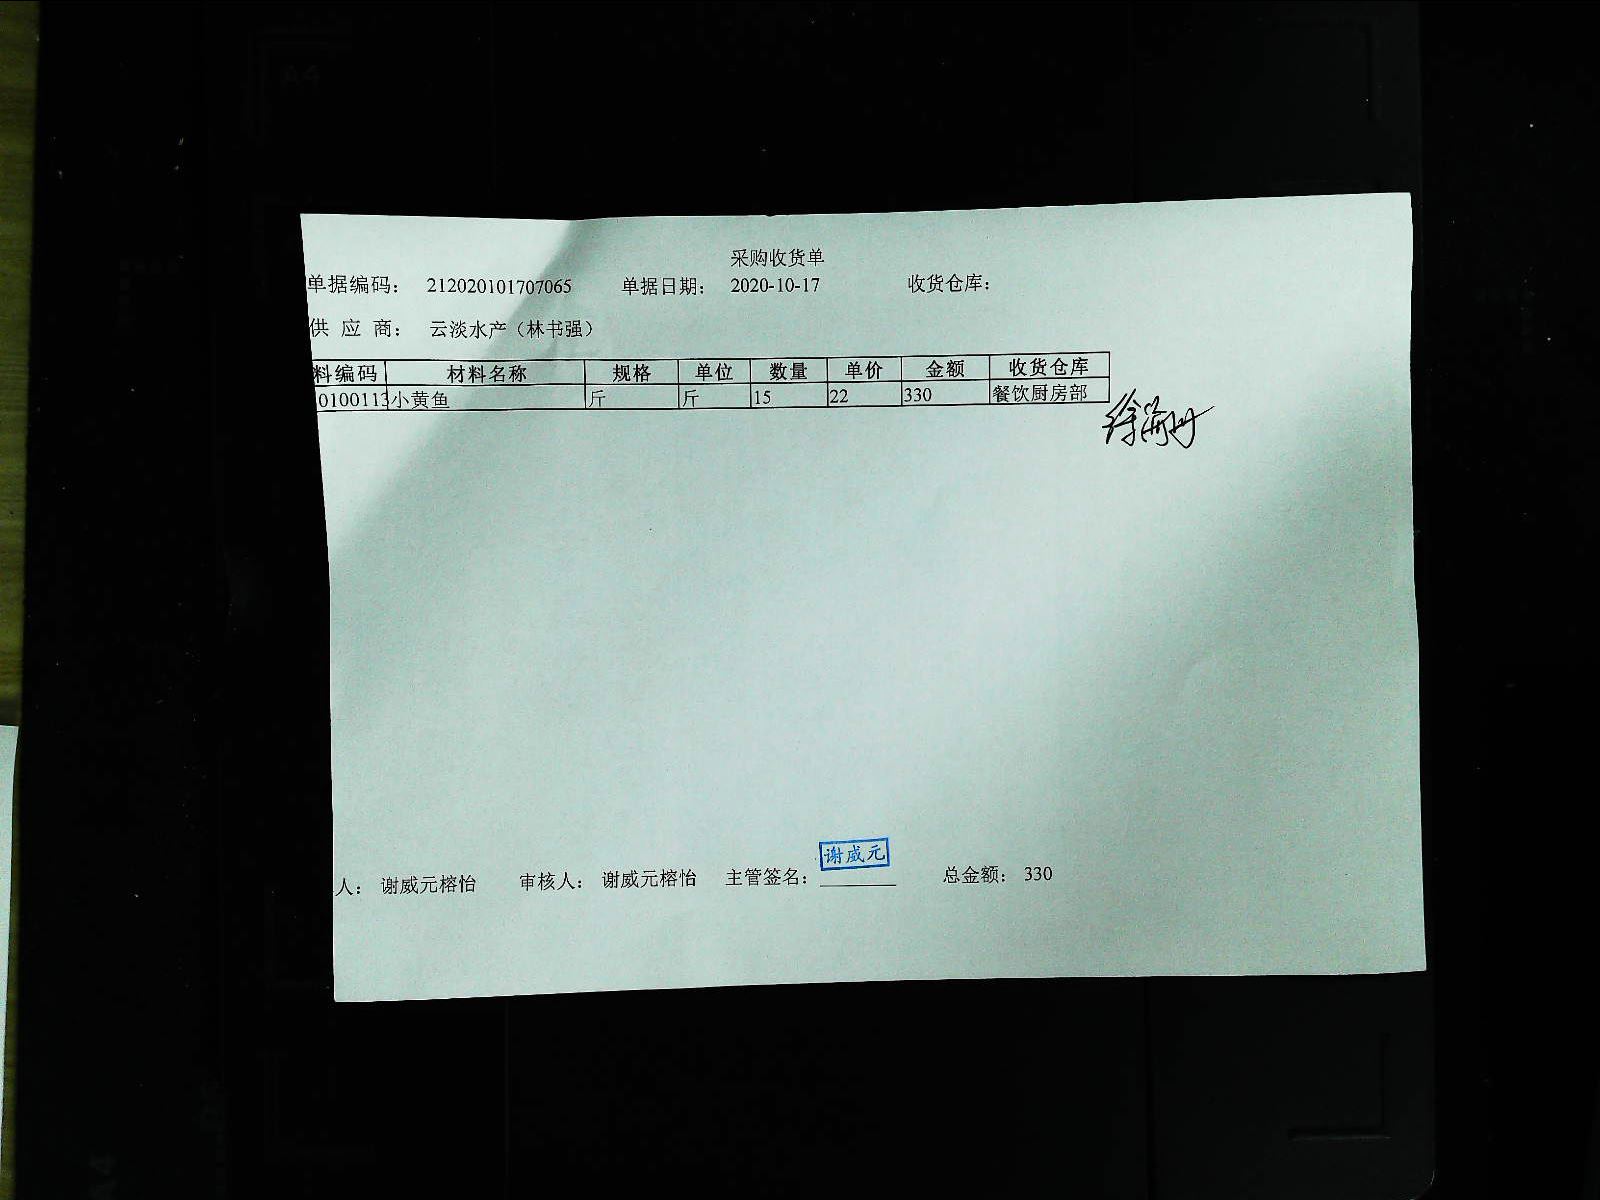 采购收货单
单据编码： 212020101707065 单据日期： 2020-10-17 收货仓库：
供 应 商： 云淡水产（林书强）
料编码 材料名称 规格 单位 数量 单价 金额 收货仓库
0100113 小黄鱼 斤 斤 15 22 330 餐饮厨房部
谢威元
人： 谢威元榕怡 审核人： 谢威元榕怡 主管签名： 总金额： 330